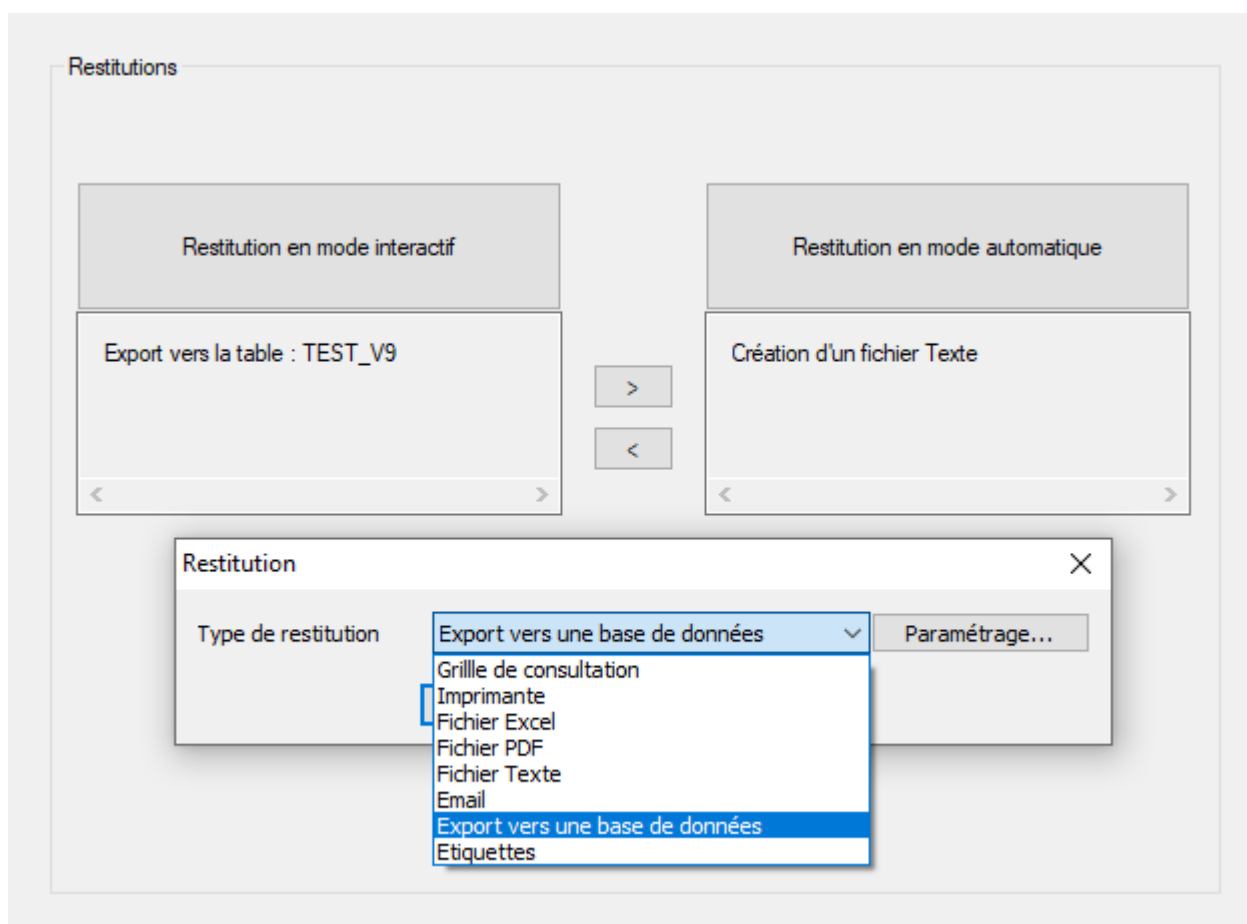 Restitutions
Restitution en mode interactif
Restitution en mode automatique
Export vers la table : TEST_V9
Création d'un fichier Texte
>
<
Restitution
Type de restitution
Export vers une base de données
Paramétrage...
Grillle de consultation
Imprimante
Fichier Excel
Fichier PDF
Fichier Texte
Email
Export vers une base de données
Etiquettes